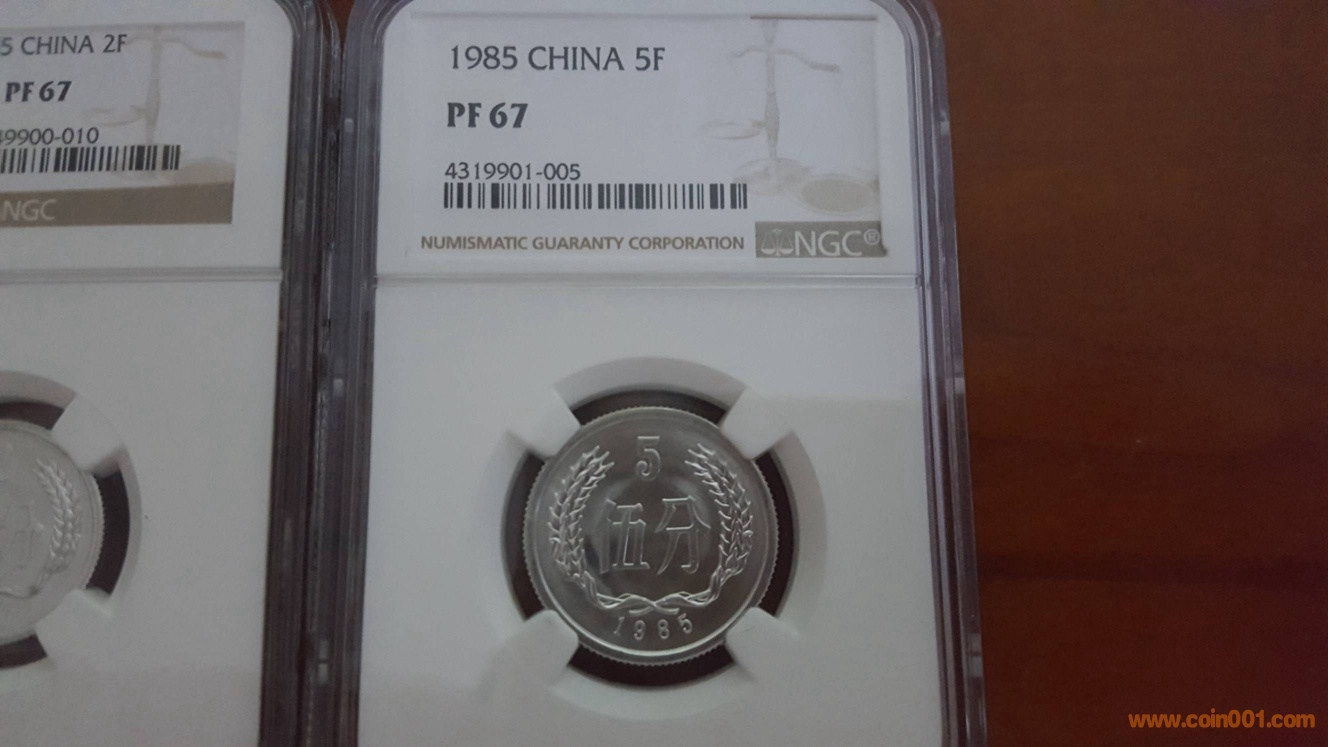 5 CHINA 2F
PF 67
49900-010
NGC
1985 CHINA 5F
PF 67
4319901-005
NUMISMATIC GUARANTY CORPORATION
NGC®
5
伍分
1985
www.coin001.com